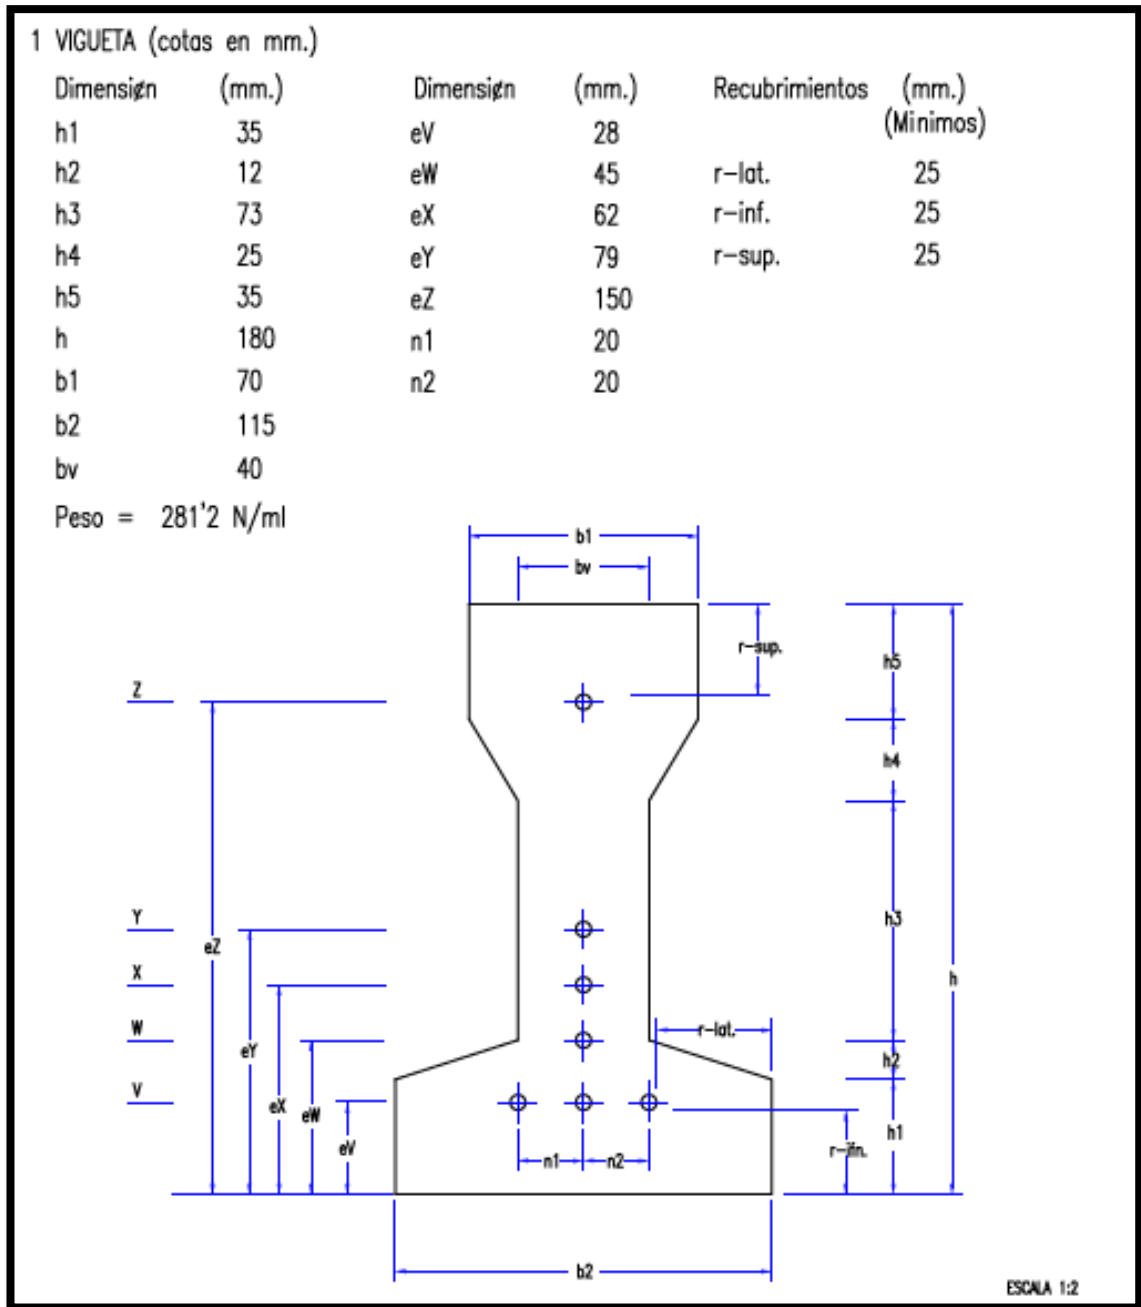 1 VIGUETA (cotas en mm.)
Dimensi¢n (mm.) Dimensi¢n (mm.) Recubrimientos (mm.)
(Minimos)
h1 35 eV 28
h2 12 eW 45 r-lat. 25
h3 73 eX 62 r-inf. 25
h4 25 eY 79 r-sup. 25
h5 35 eZ 150
h 180 n1 20
b1 70 n2 20
b2 115
bv 40
Peso = 281'2 N/ml
b1
bv
r-sup.
h5
Z
h4
Y
h3
eZ
X
h
W
r-lat.
eY
h2
V
eX
eW
h1
eV
r-ifn.
n1
n2
b2
ESCALA 1:2